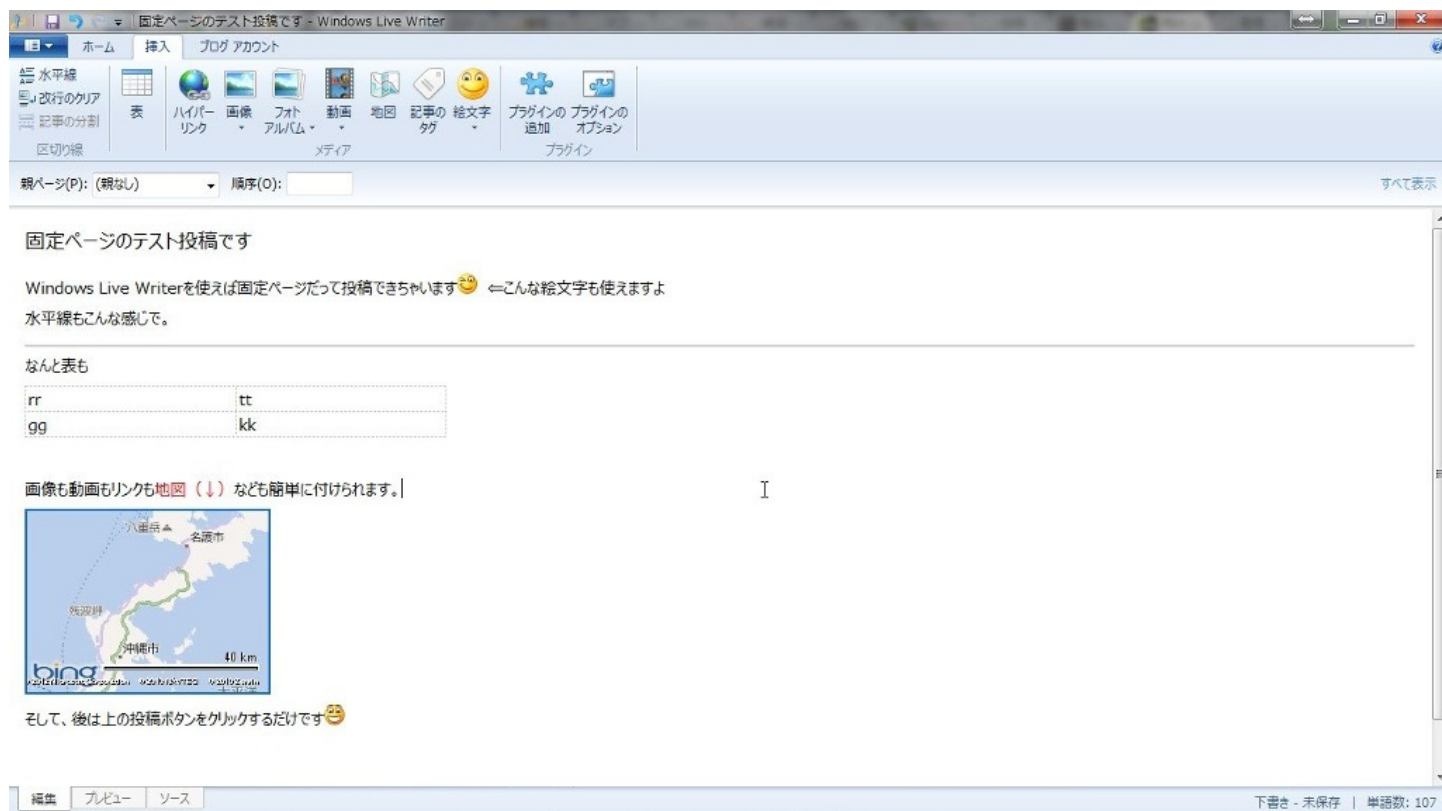 固定ページのテスト投稿です - Windows Live Writer
ホーム 挿入 ブログ アカウント
水平線
改行のクリア
記事の分割
区切り線
表
ハイパーリンク
画像
フォト アルバム
動画
地図
記事のタグ
絵文字
メディア
プラグインの追加
プラグインのオプション
プラグイン
親ページ(P): (親なし) 順序(O): すべて表示
固定ページのテスト投稿です
Windows Live Writerを使えば固定ページだって投稿できちゃいます ⇐こんな絵文字も使えますよ
水平線もこんな感じで。
なんと表も
rr tt
gg kk
画像も動画もリンクも地図（↓）なども簡単に付けられます。
八重岳
名護市
残波岬
沖縄市
40 km
bing
太平洋
そして、後は上の投稿ボタンをクリックするだけです
編集 プレビュー ソース
下書き - 未保存 | 単語数: 107